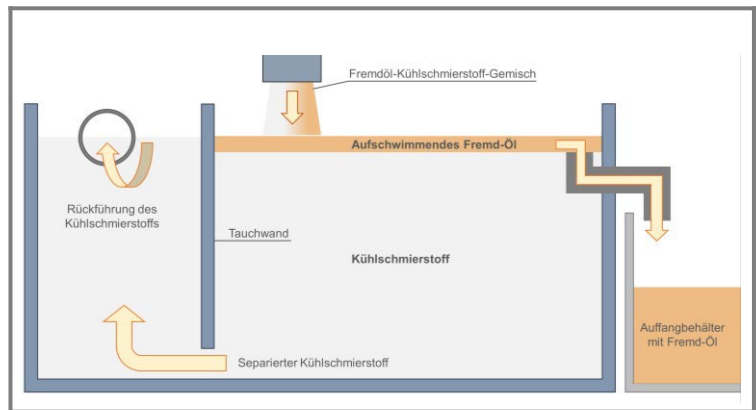 Fremdöl-Kühlschmierstoff-Gemisch
Aufschwimmendes Fremd-Öl
Rückführung des
Kühlschmierstoffs
Tauchwand
Kühlschmierstoff
Separierter Kühlschmierstoff
Auffangbehälter
mit Fremd-Öl